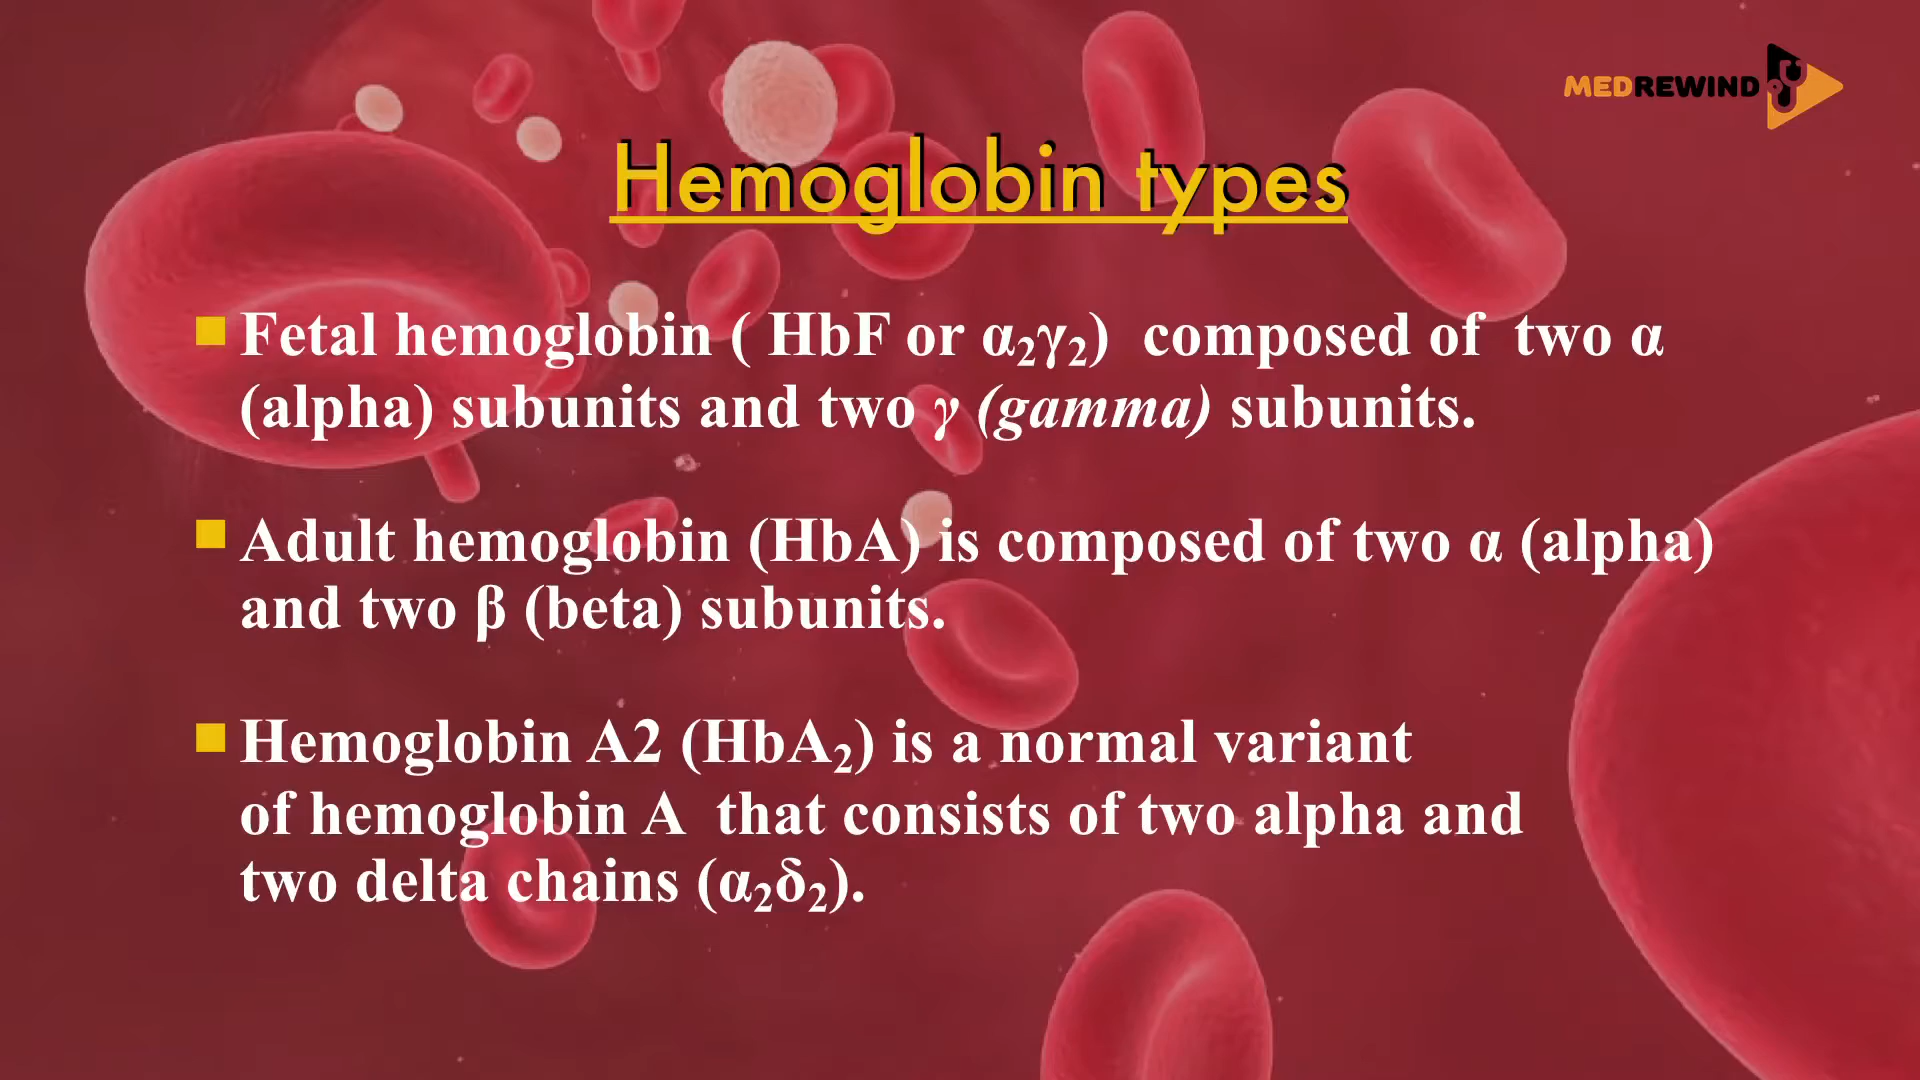 MEDREWIND
Hemoglobin types
Fetal hemoglobin ( HbF or α₂γ₂)  composed of  two α
(alpha) subunits and two γ (gamma) subunits.
Adult hemoglobin (HbA) is composed of two α (alpha)
and two β (beta) subunits.
Hemoglobin A2 (HbA₂) is a normal variant
of hemoglobin A  that consists of two alpha and
two delta chains (α₂δ₂).